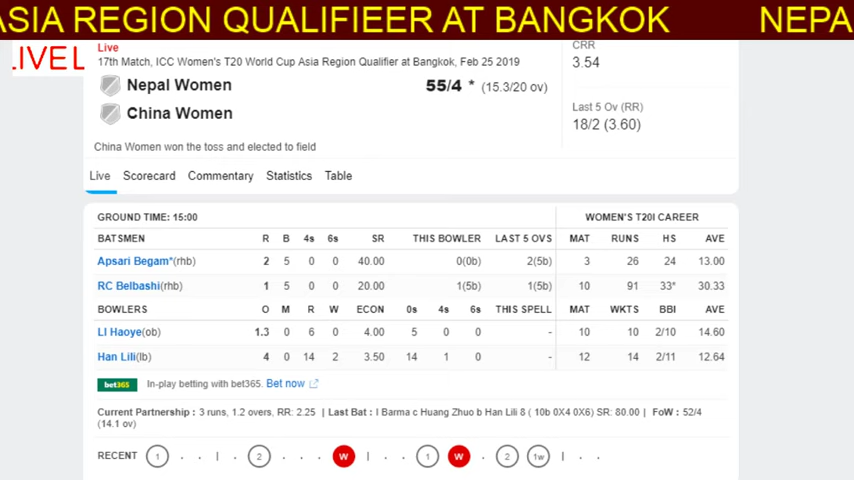 ASIA REGION QUALIFIEER AT BANGKOK NEPA
LIVEL
Live
17th Match, ICC Women's T20 World Cup Asia Region Qualifier at Bangkok, Feb 25 2019
Nepal Women 55/4 * (15.3/20 ov)
China Women
China Women won the toss and elected to field
CRR
3.54
Last 5 Ov (RR)
18/2 (3.60)
Live Scorecard Commentary Statistics Table
GROUND TIME: 15:00 WOMEN'S T20I CAREER
BATSMEN R B 4s 6s SR THIS BOWLER LAST 5 OVS MAT RUNS HS AVE
Apsari Begam*(rhb) 2 5 0 0 40.00 0(0b) 2(5b) 3 26 24 13.00
RC Belbashi(rhb) 1 5 0 0 20.00 1(5b) 1(5b) 10 91 33* 30.33
BOWLERS O M R W ECON 0s 4s 6s THIS SPELL MAT WKTS BBI AVE
LI Haoye(ob) 1.3 0 6 0 4.00 5 0 0 - 10 10 2/10 14.60
Han Lili(lb) 4 0 14 2 3.50 14 1 0 - 12 14 2/11 12.64
bet365 In-play betting with bet365. Bet now
Current Partnership : 3 runs, 1.2 overs, RR: 2.25 | Last Bat : I Barma c Huang Zhuo b Han Lili 8 ( 10b 0X4 0X6) SR: 80.00 | FoW : 52/4
(14.1 ov)
RECENT 1 . . | . 2 . . . W | . . 1 W . 2 1w | . .